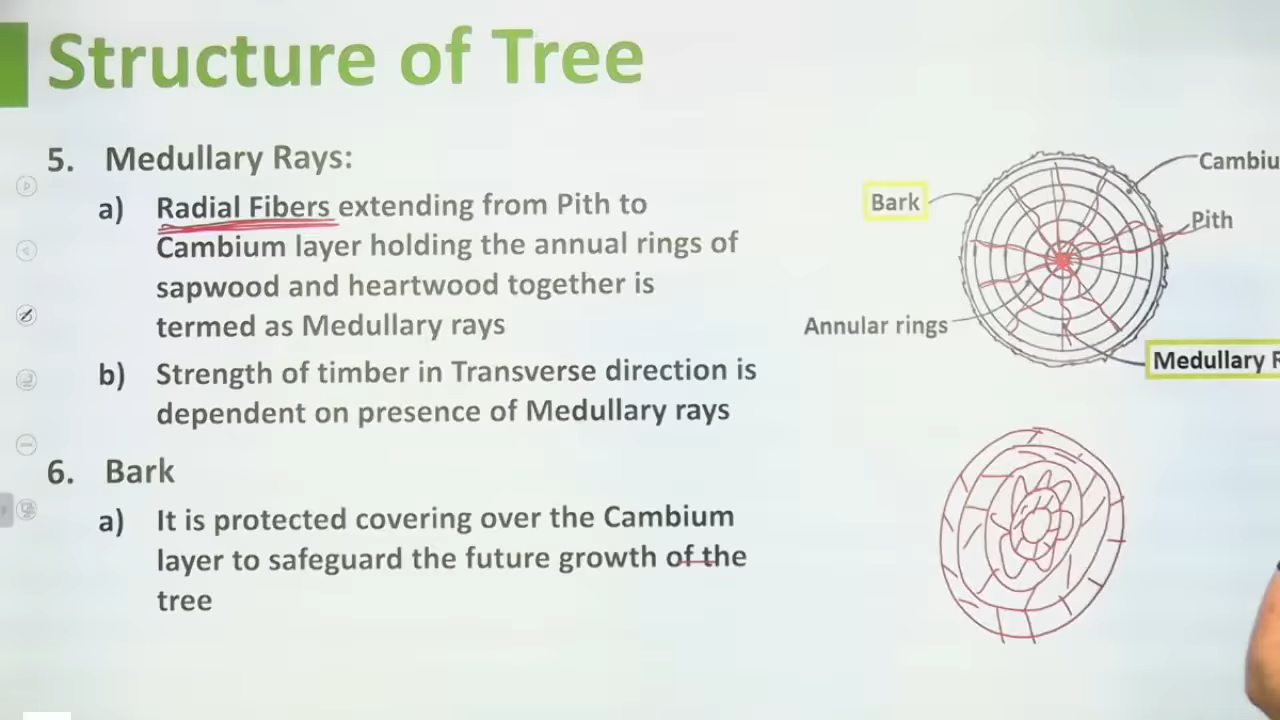 Structure of Tree
5. Medullary Rays:
a) Radial Fibers extending from Pith to
Cambium layer holding the annual rings of
sapwood and heartwood together is
termed as Medullary rays
b) Strength of timber in Transverse direction is
dependent on presence of Medullary rays
6. Bark
a) It is protected covering over the Cambium
layer to safeguard the future growth of the
tree
Cambiu
Bark
Pith
Annular rings
Medullary R